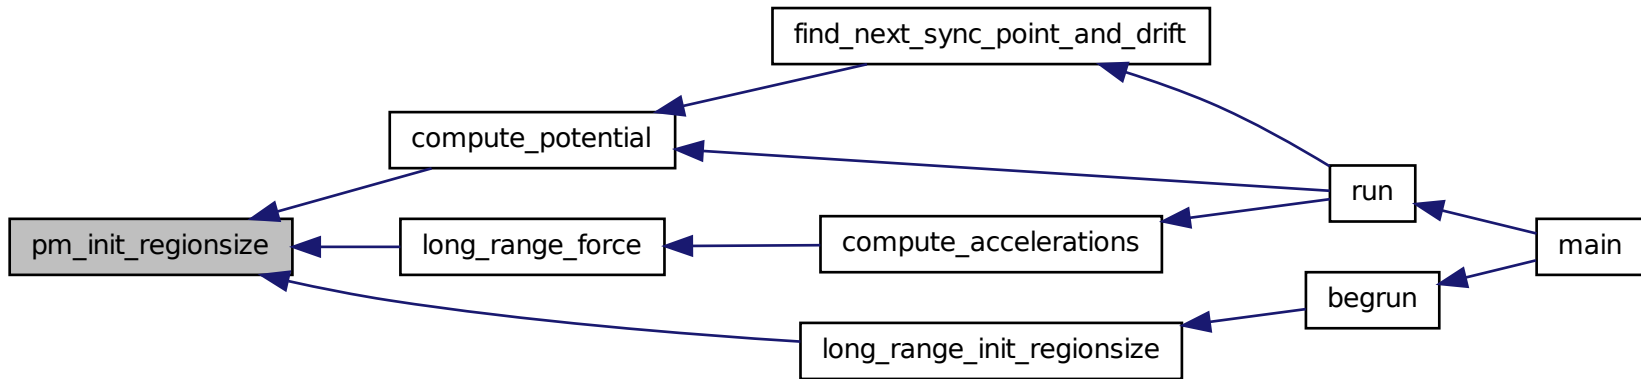 find_next_sync_point_and_drift
compute_potential
run
pm_init_regionsize
long_range_force
compute_accelerations
main
begrun
long_range_init_regionsize